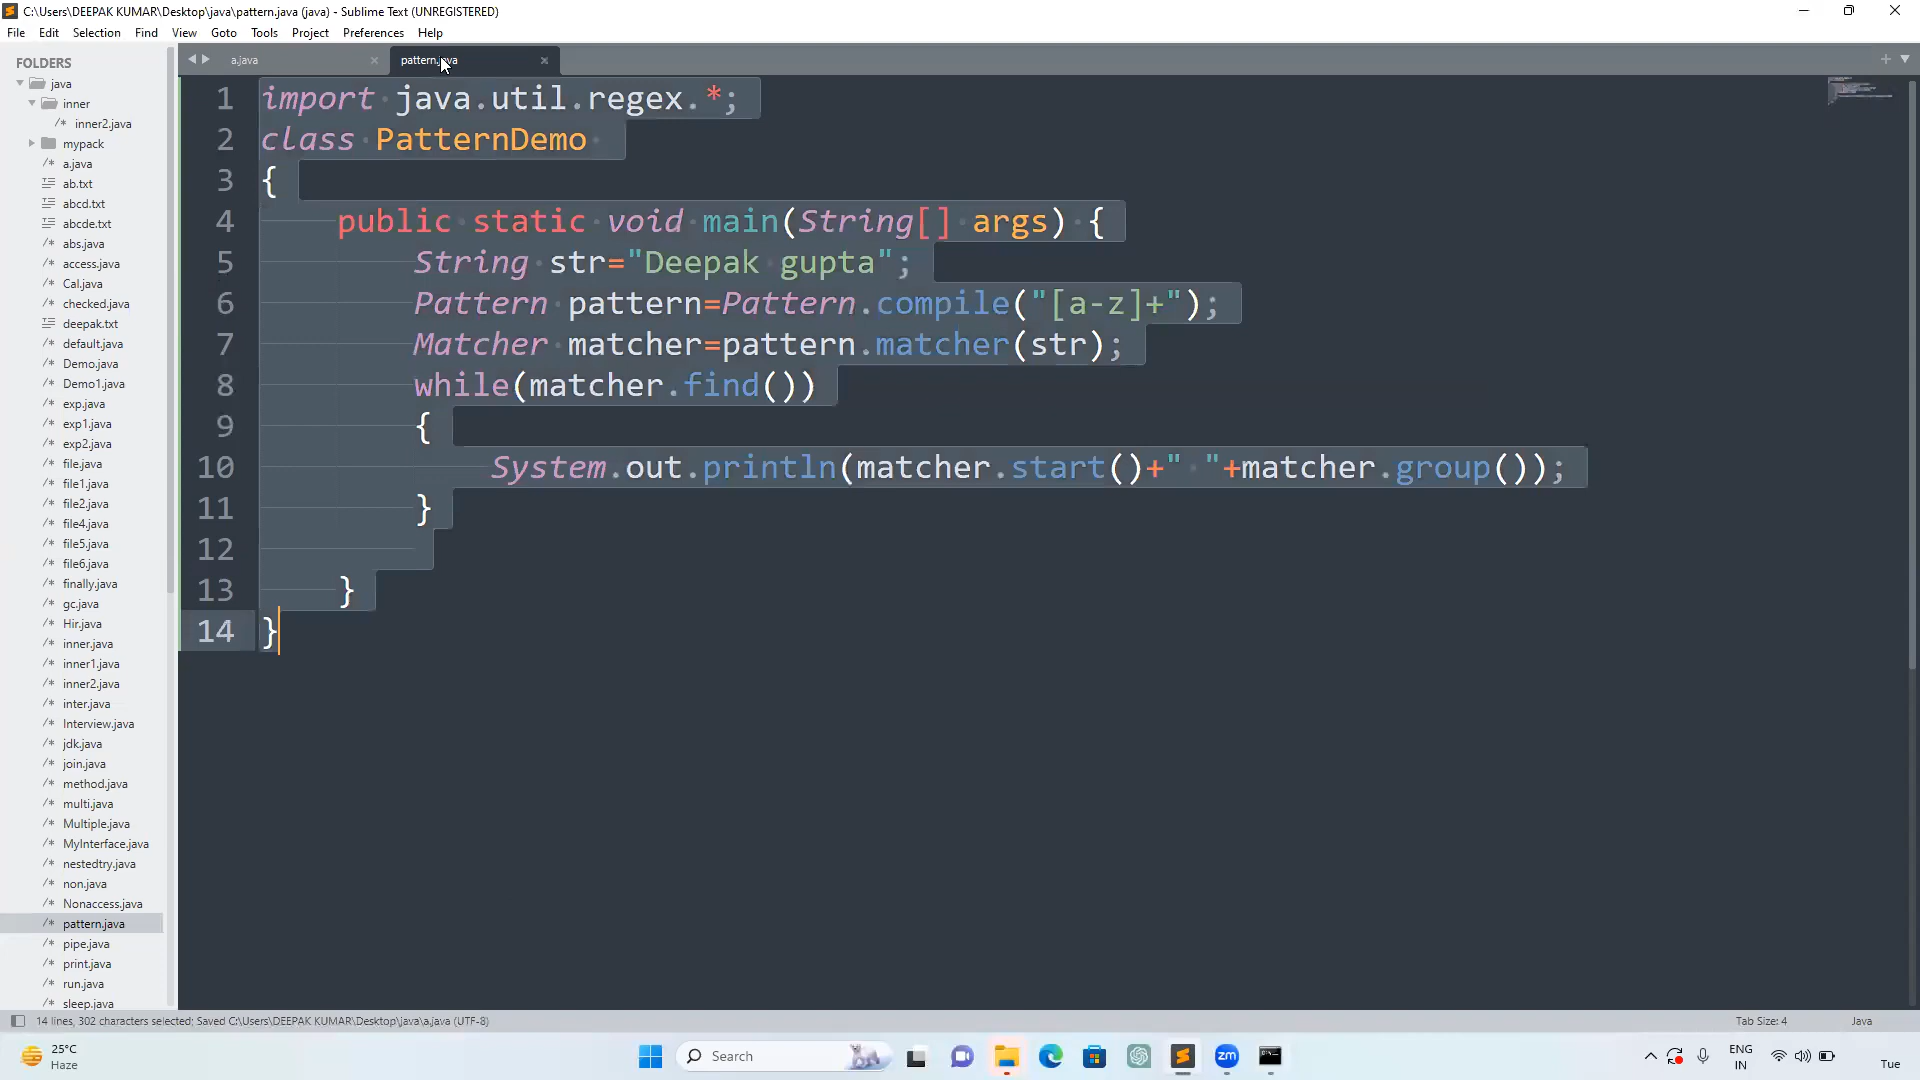 C:\Users\DEEPAK KUMAR\Desktop\java\pattern.java (java) - Sublime Text (UNREGISTERED)
File Edit Selection Find View Goto Tools Project Preferences Help
FOLDERS
java
inner
inner2.java
mypack
a.java
ab.txt
abcd.txt
abcde.txt
abs.java
access.java
Cal.java
checked.java
deepak.txt
default.java
Demo.java
Demo1.java
exp.java
exp1.java
exp2.java
file.java
file1.java
file2.java
file4.java
file5.java
file6.java
finally.java
gc.java
Hir.java
inner.java
inner1.java
inner2.java
inter.java
Interview.java
jdk.java
join.java
method.java
multi.java
Multiple.java
MyInterface.java
nestedtry.java
non.java
Nonaccess.java
pattern.java
pipe.java
print.java
run.java
sleep.java
a.java pattern.java
1 import java.util.regex.*;
2 class PatternDemo
3 {
4 public static void main(String[] args) {
5 String str="Deepak gupta";
6 Pattern pattern=Pattern.compile("[a-z]+");
7 Matcher matcher=pattern.matcher(str);
8 while(matcher.find())
9 {
10 System.out.println(matcher.start()+" "+matcher.group());
11 }
12
13 }
14 }
14 lines, 302 characters selected; Saved C:\Users\DEEPAK KUMAR\Desktop\java\a.java (UTF-8) Tab Size: 4 Java
25°C
Haze
Search
zm
ENG
IN
Tue